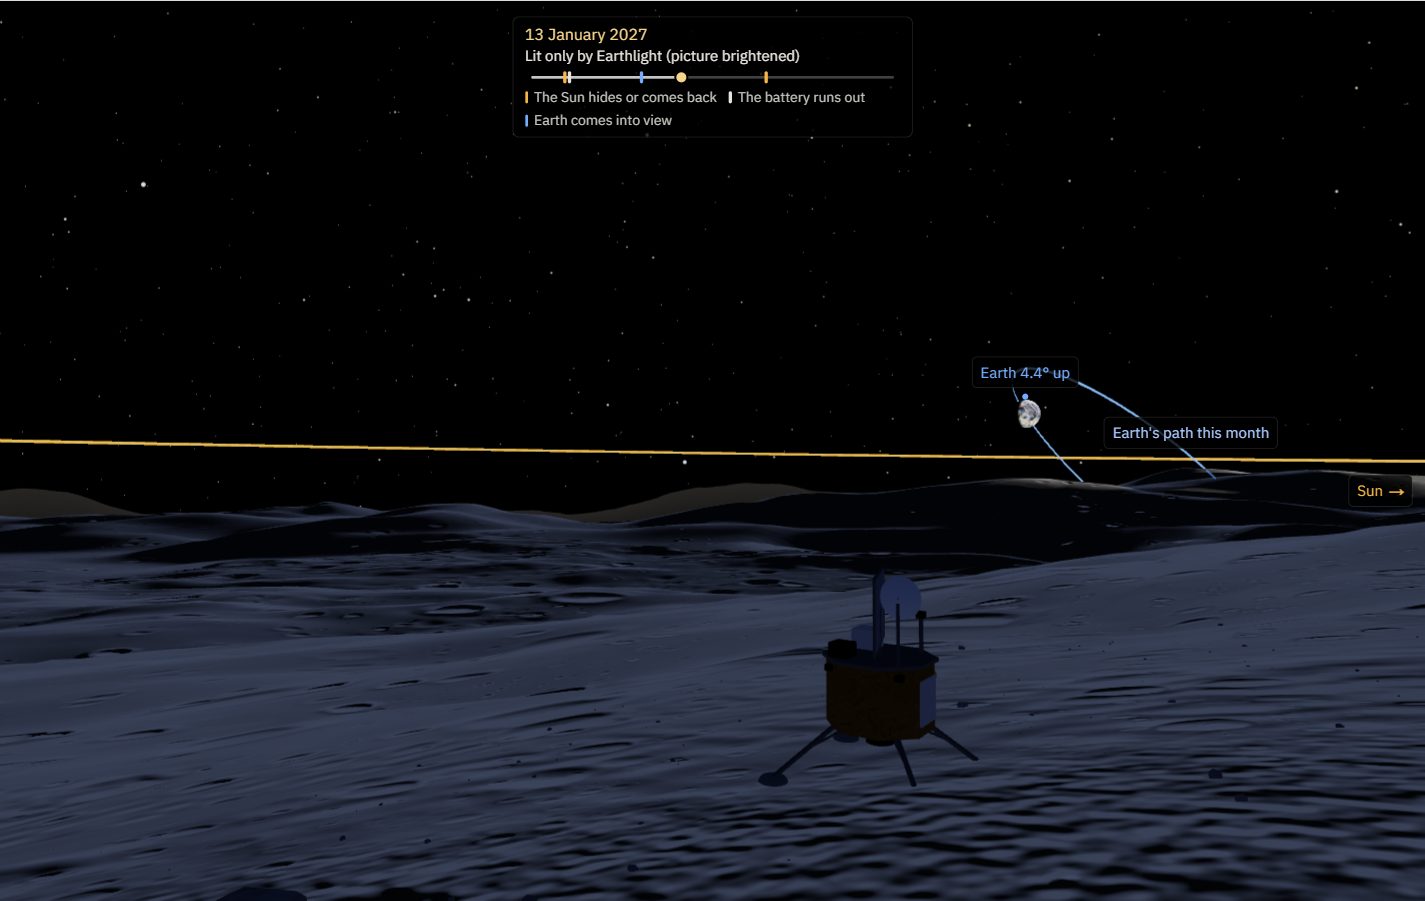 13 January 2027
Lit only by Earthlight (picture brightened)
The Sun hides or comes back The battery runs out
Earth comes into view
Earth 4.4° up
Earth's path this month
Sun →